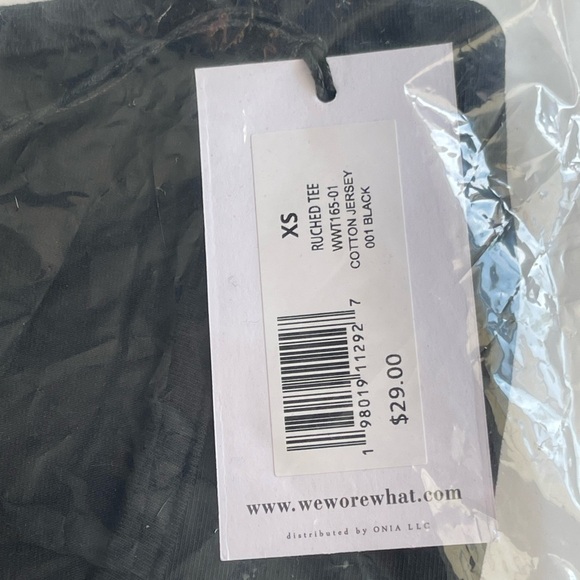 XS
RUCHED TEE
WWT165-01
COTTON JERSEY
001 BLACK
1 98019 11292 7
$29.00
www.weworewhat.com
distributed by ONIA LLC